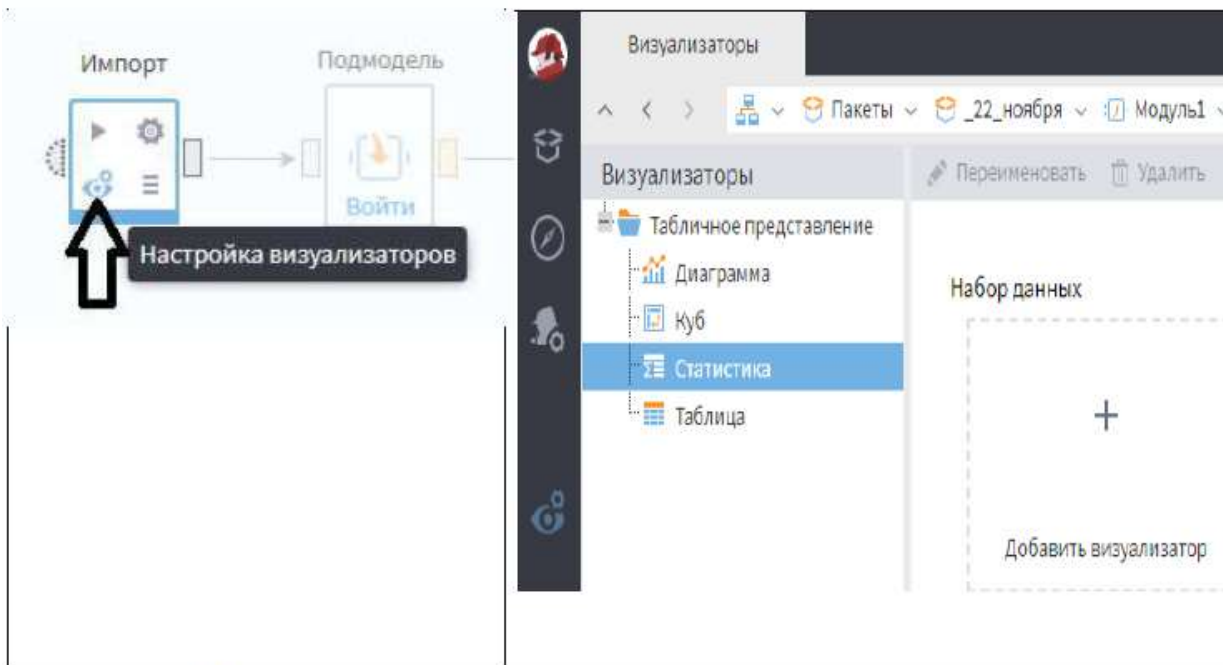 Импорт
Подмодель
Войти
Настройка визуализаторов
Визуализаторы
Пакеты
_22_ноября
Модуль1
Визуализаторы
Переименовать
Удалить
Табличное представление
Диаграмма
Куб
Статистика
Таблица
Набор данных
Добавить визуализатор